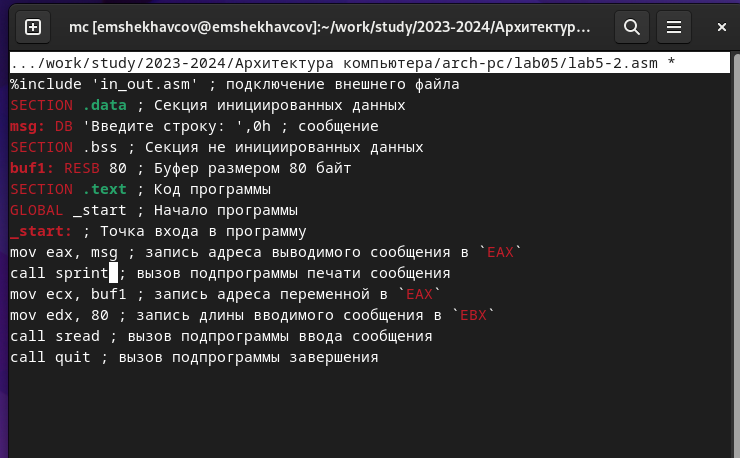 mc [emshekhavcov@emshekhavcov]:~/work/study/2023-2024/Архитектур...
.../work/study/2023-2024/Архитектура компьютера/arch-pc/lab05/lab5-2.asm *
%include 'in_out.asm' ; подключение внешнего файла
SECTION .data ; Секция инициированных данных
msg: DB 'Введите строку: ',0h ; сообщение
SECTION .bss ; Секция не инициированных данных
buf1: RESB 80 ; Буфер размером 80 байт
SECTION .text ; Код программы
GLOBAL _start ; Начало программы
_start: ; Точка входа в программу
mov eax, msg ; запись адреса выводимого сообщения в `EAX`
call sprint ; вызов подпрограммы печати сообщения
mov ecx, buf1 ; запись адреса переменной в `EAX`
mov edx, 80 ; запись длины вводимого сообщения в `EBX`
call sread ; вызов подпрограммы ввода сообщения
call quit ; вызов подпрограммы завершения